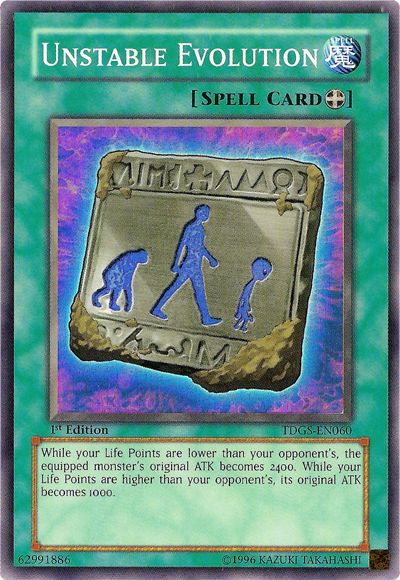 UNSTABLE EVOLUTION 魔
[SPELL CARD]
1st Edition TDGS-EN060
While your Life Points are lower than your opponent's, the
equipped monster's original ATK becomes 2400. While your
Life Points are higher than your opponent's, its original ATK
becomes 1000.
62991886 ©1996 KAZUKI TAKAHASHI